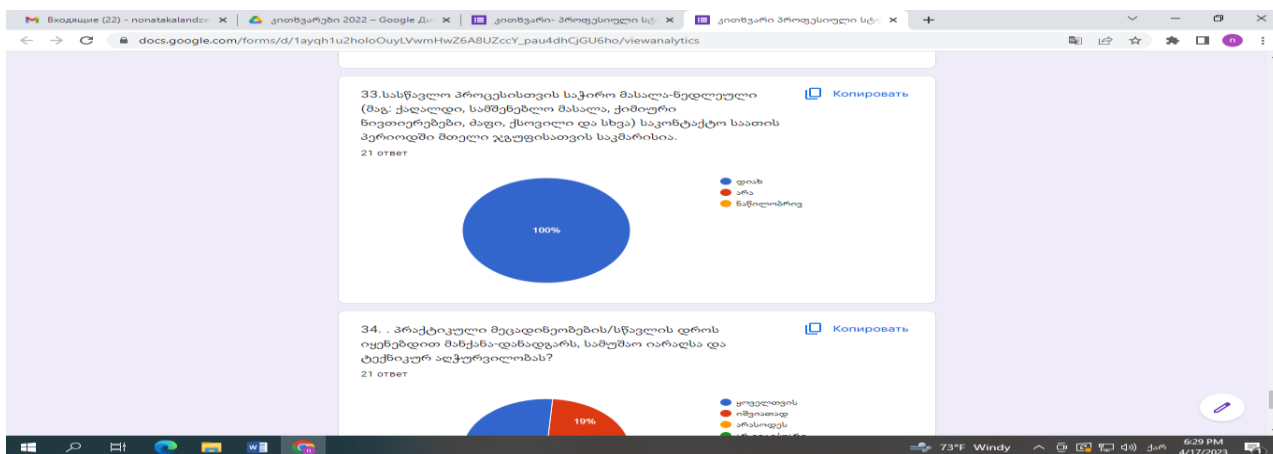 Входящие (22) - nonatakalandze
კითხვარები 2022 – Google Ди
კითხვარი- პროფესიული სტ
კითხვარი პროფესიული სტ
docs.google.com/forms/d/1ayqh1u2holoOuyLVwmHwZ6A8UZccY_pau4dhCjGU6ho/viewanalytics
33.სასწავლო პროცესისთვის საჭირო მასალა-ნედლეული
(მაგ: ქაღალდი, სამშენებლო მასალა, ქიმიური
ნივთიერებები, ძაფი, ქსოვილი და სხვა) საკონტაქტო საათის
პერიოდში მთელი ჯგუფისათვის საკმარისია.
Копировать
21 ответ
დიახ
არა
ნაწილობრივ
100%
34. . პრაქტიკული მეცადინეობების/სწავლის დროს
იყენებდით მანქანა-დანადგარს, სამუშაო იარაღსა და
ტექნიკურ აღჭურვილობას?
Копировать
21 ответ
ყოველთვის
იშვიათად
არასოდეს
19%
73°F Windy
ქარ
6:29 PM
4/17/2023